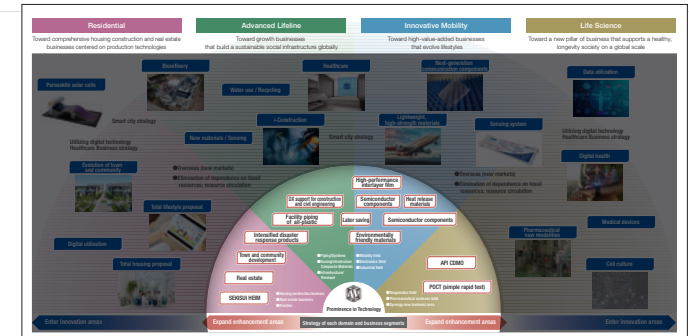 Residential
Advanced Lifeline
Innovative Mobility
Life Science
Toward comprehensive housing construction and real estate
businesses centered on production technologies
Toward growth businesses
that build a sustainable social infrastructure globally
Toward high-value-added businesses
that evolve lifestyles
Toward a new pillar of business that supports a healthy,
longevity society on a global scale
Perovskite solar cells
Biorefinery
Healthcare
Next-generation
communication components
Data utilization
Water use / Recycling
Smart city strategy
i-Construction
Lightweight,
high-strength materials
Sensing system
New materials / Sensing
Smart city strategy
Utilizing digital technology
Healthcare Business strategy
Utilizing digital technology
Healthcare Business strategy
Evolution of town
and community
●Overseas (new markets)
●Elimination of dependence on fossil
resources; resource circulation
●Overseas (new markets)
●Elimination of dependence on fossil
resources; resource circulation
Digital health
Total lifestyle proposal
Digital utilization
Total housing proposal
Medical devices
Pharmaceutical
new modalities
Cell culture
High-performance
interlayer film
DX support for construction
and civil engineering
Semiconductor
components
Heat release
materials
Facility piping
of all-plastic
Labor saving
Semiconductor components
Intensified disaster
response products
Environmentally
friendly materials
Town and community
development
Real estate
SEKISUI HEIM
API CDMO
POCT (simple rapid test)
●Mobility field
●Electronics field
●Industrial field
Prominence in Technology
Enter innovation areas
Expand enhancement areas
Strategy of each domain and business segments
Expand enhancement areas
Enter innovation areas